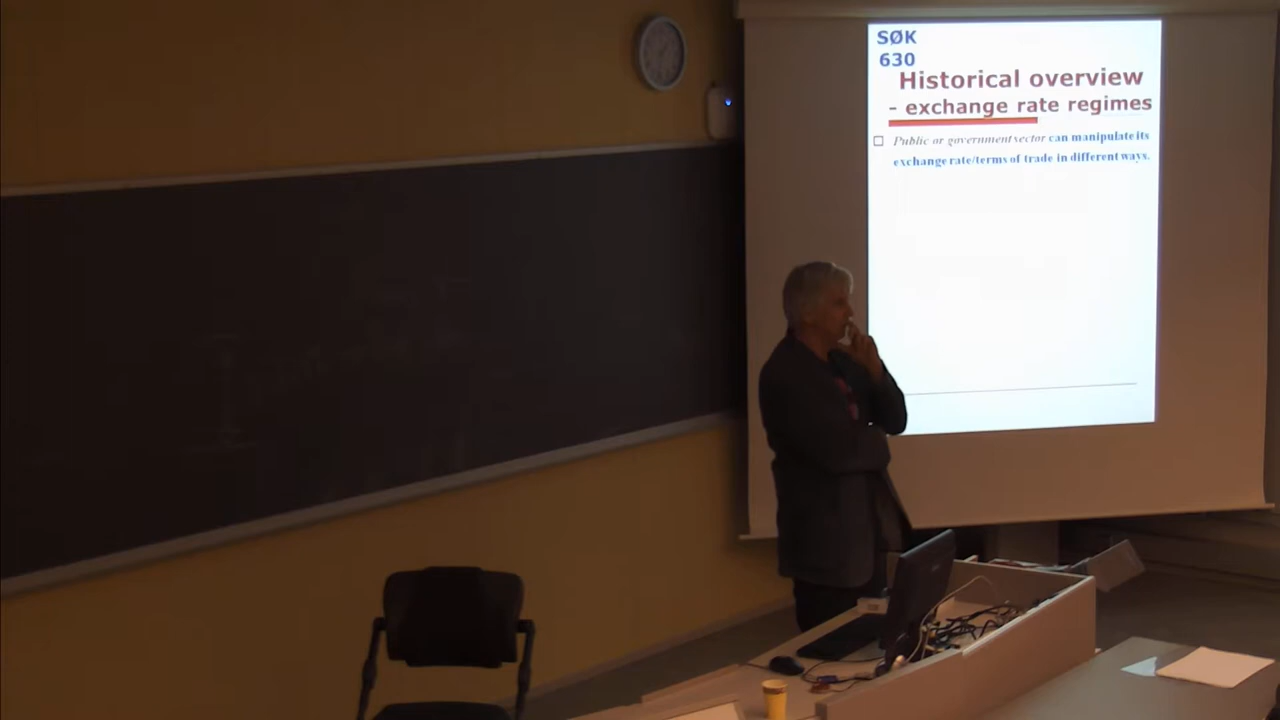 SØK
630
Historical overview
- exchange rate regimes
Public or government sector can manipulate its
exchange rate/terms of trade in different ways.